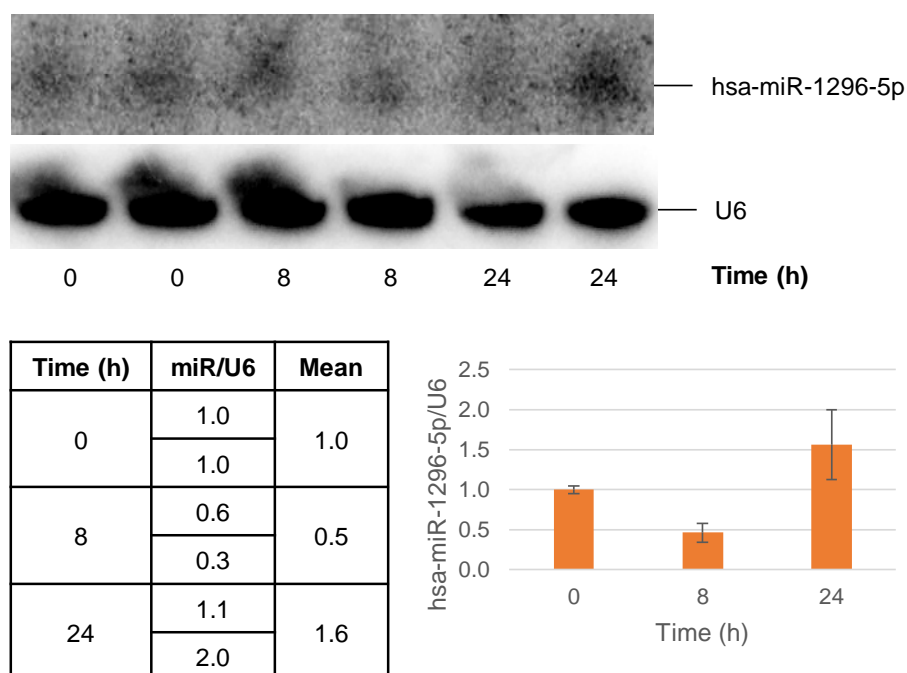 hsa-miR-1296-5p
U6
0 0 8 8 24 24 Time (h)
Time (h) miR/U6 Mean
0 1.0 1.0
1.0
8 0.6 0.5
0.3
24 1.1 1.6
2.0
hsa-miR-1296-5p/U6
2.5
2.0
1.5
1.0
0.5
0.0
0 8 24
Time (h)